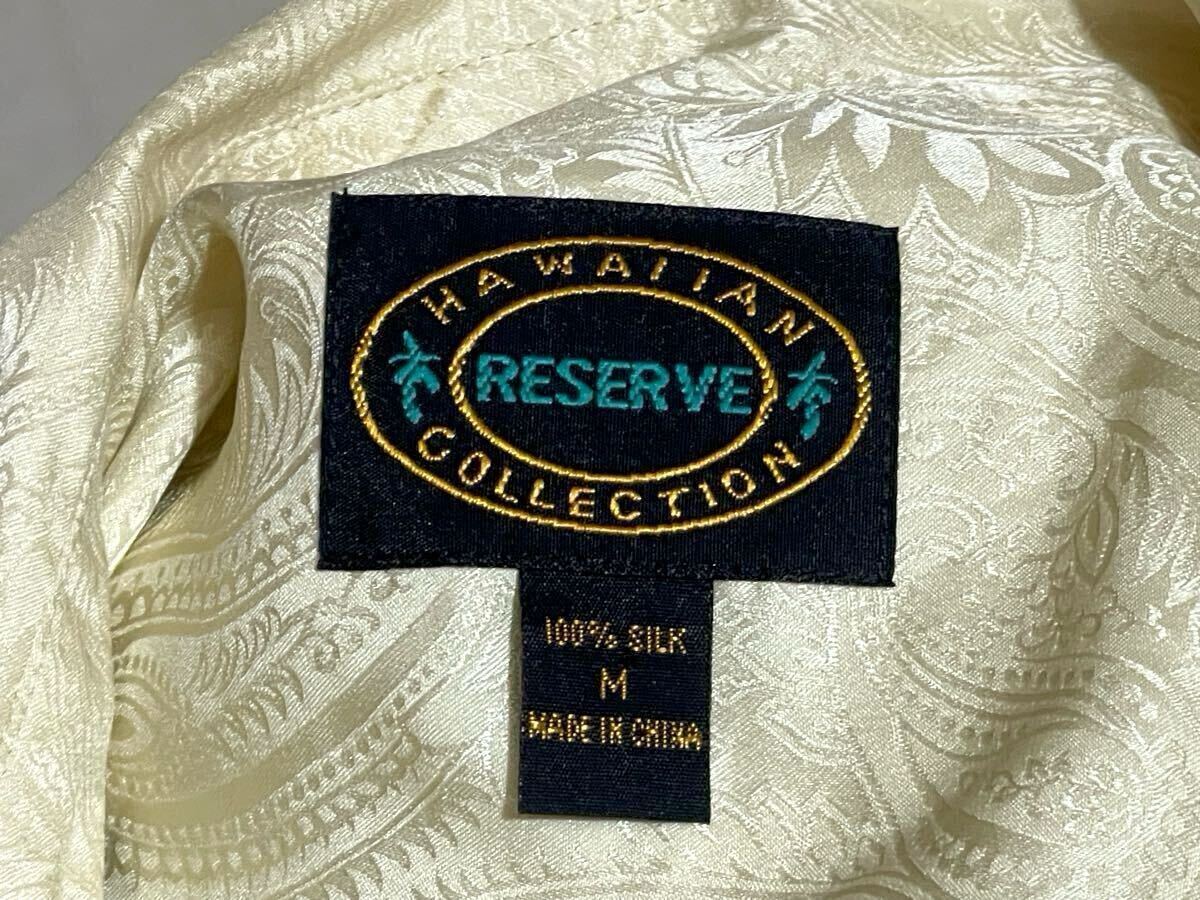 HAWAIIAN
RESERVE
COLLECTION
100% SILK
M
MADE IN CHINA